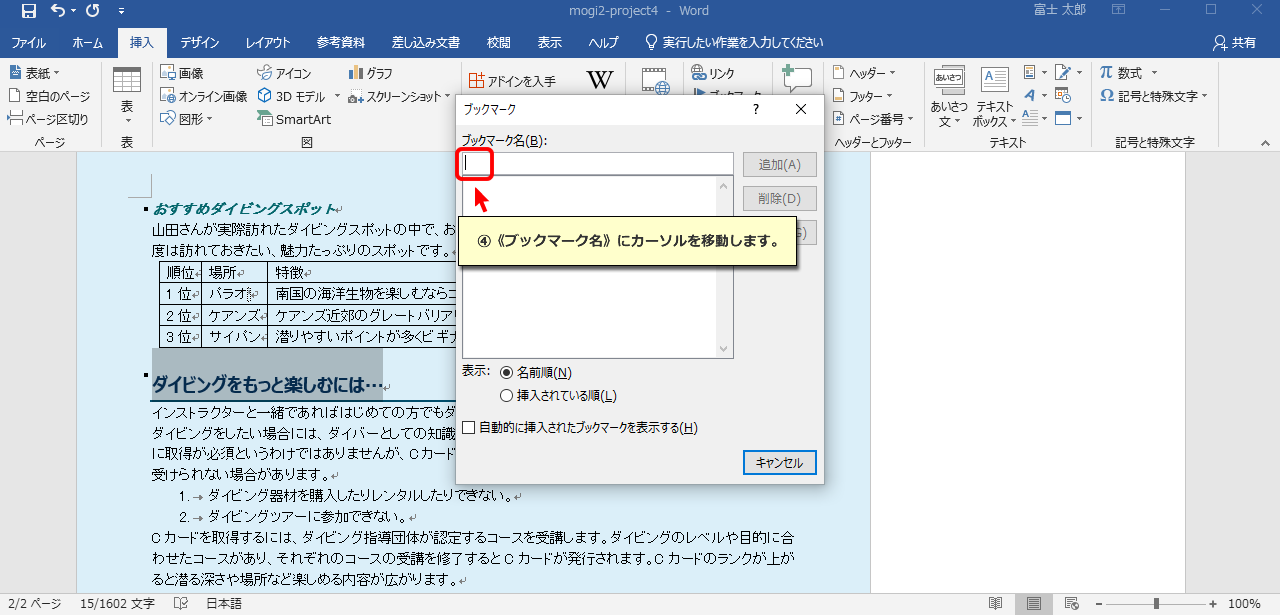 mogi2-project4 - Word
富士 太郎
ファイル ホーム 挿入 デザイン レイアウト 参考資料 差し込み文書 校閲 表示 ヘルプ 実行したい作業を入力してください 共有
表紙
空白のページ
ページ区切り
ページ
表
表
画像
オンライン画像
図形
アイコン
3D モデル
SmartArt
グラフ
スクリーンショット
図
アドインを入手
W
リンク
ブックマーク
ヘッダー
フッター
ページ番号
ヘッダーとフッター
あいさつ
あいさつ文
テキストボックス
テキスト
数式
記号と特殊文字
記号と特殊文字
ブックマーク
ブックマーク名(B):
追加(A)
削除(D)
④《ブックマーク名》にカーソルを移動します。
表示:
名前順(N)
挿入されている順(L)
自動的に挿入されたブックマークを表示する(H)
キャンセル
おすすめダイビングスポット
山田さんが実際訪れたダイビングスポットの中で、お
度は訪れておきたい、魅力たっぷりのスポットです。
順位 場所 特徴
1 位 パラオ 南国の海洋生物を楽しむなら
2 位 ケアンズ ケアンズ近郊のグレートバリア
3 位 サイパン 潜りやすいポイントが多くビギナ
ダイビングをもっと楽しむには…
インストラクターと一緒であればはじめての方でもダ
ダイビングをしたい場合には、ダイバーとしての知識
に取得が必須というわけではありませんが、C カード
受けられない場合があります。
1. ダイビング器材を購入したりレンタルしたりできない。
2. ダイビングツアーに参加できない。
C カードを取得するには、ダイビング指導団体が認定するコースを受講します。ダイビングのレベルや目的に合
わせたコースがあり、それぞれのコースの受講を修了すると C カードが発行されます。C カードのランクが上が
ると潜る深さや場所など楽しめる内容が広がります。
2/2 ページ 15/1602 文字 日本語 100%